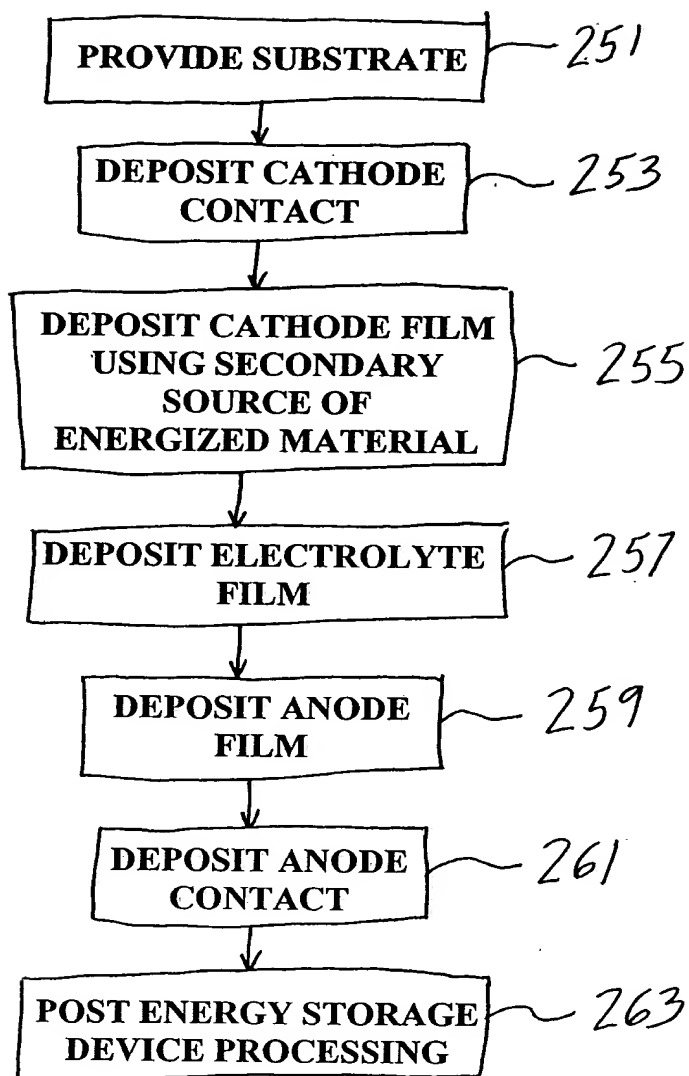 PROVIDE SUBSTRATE
251
DEPOSIT CATHODE
CONTACT
253
DEPOSIT CATHODE FILM
USING SECONDARY
SOURCE OF
ENERGIZED MATERIAL
255
DEPOSIT ELECTROLYTE
FILM
257
DEPOSIT ANODE
FILM
259
DEPOSIT ANODE
CONTACT
261
POST ENERGY STORAGE
DEVICE PROCESSING
263